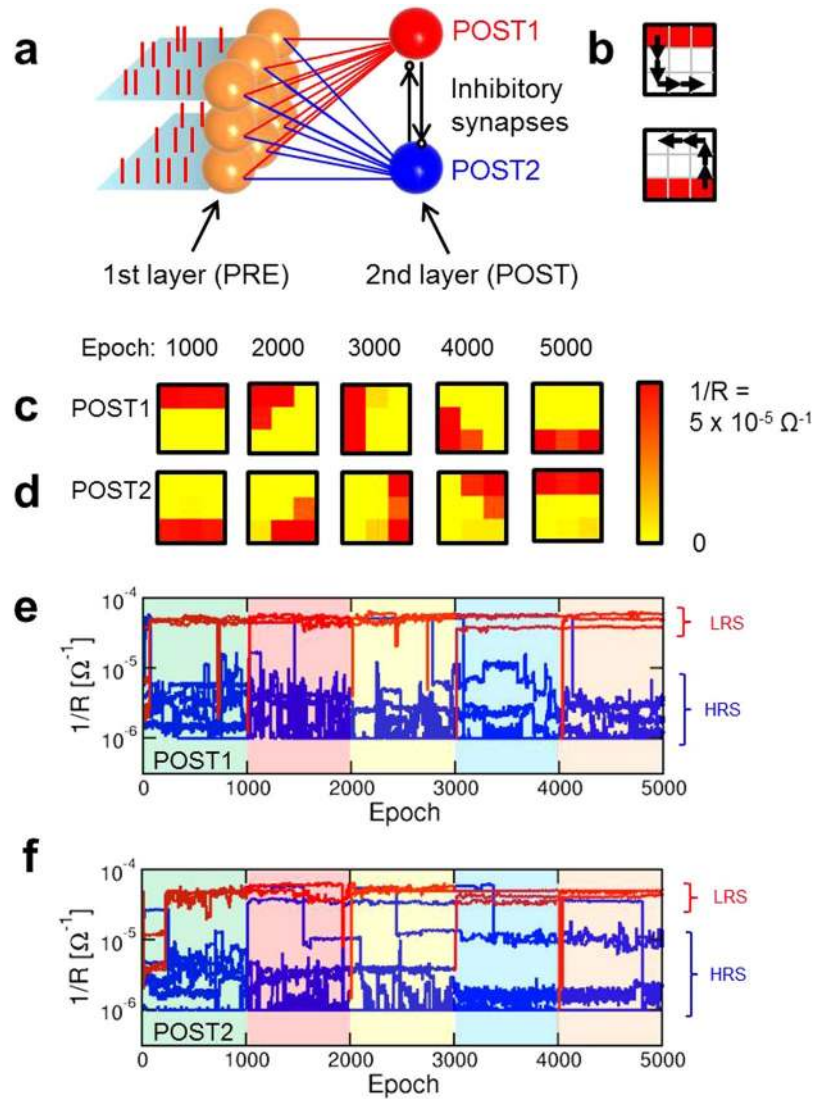 a
POST1
b
Inhibitory
synapses
POST2
1st layer (PRE)
2nd layer (POST)
Epoch: 1000 2000 3000 4000 5000
c
POST1
1/R =
5 x 10⁻⁵ Ω⁻¹
d
POST2
0
e
10⁻⁴
LRS
10⁻⁵
1/R [Ω⁻¹]
HRS
10⁻⁶
POST1
0 1000 2000 3000 4000 5000
Epoch
f
10⁻⁴
LRS
10⁻⁵
1/R [Ω⁻¹]
HRS
10⁻⁶
POST2
0 1000 2000 3000 4000 5000
Epoch